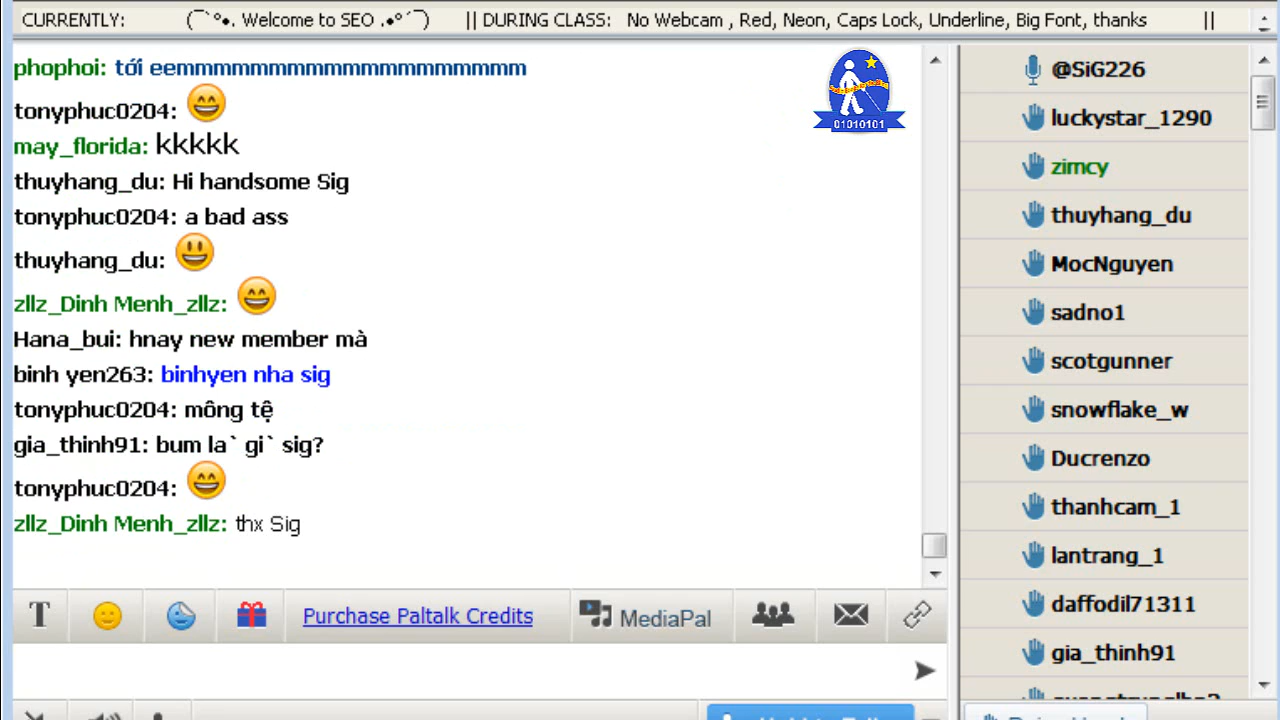 CURRENTLY: (¯`º•. Welcome to SEO .•º´¯) || DURING CLASS: No Webcam , Red, Neon, Caps Lock, Underline, Big Font, thanks ||
phophoi: tới eemmmmmmmmmmmmmmmmmmm
tonyphuc0204:
may_florida: kkkkk
thuyhang_du: Hi handsome Sig
tonyphuc0204: a bad ass
thuyhang_du:
zllz_Dinh Menh_zllz:
Hana_bui: hnay new member mà
binh yen263: binhyen nha sig
tonyphuc0204: mông tệ
gia_thinh91: bum la` gi` sig?
tonyphuc0204:
zllz_Dinh Menh_zllz: thx Sig
01010101
T Purchase Paltalk Credits MediaPal
@SiG226
luckystar_1290
zimcy
thuyhang_du
MocNguyen
sadno1
scotgunner
snowflake_w
Ducrenzo
thanhcam_1
lantrang_1
daffodil71311
gia_thinh91